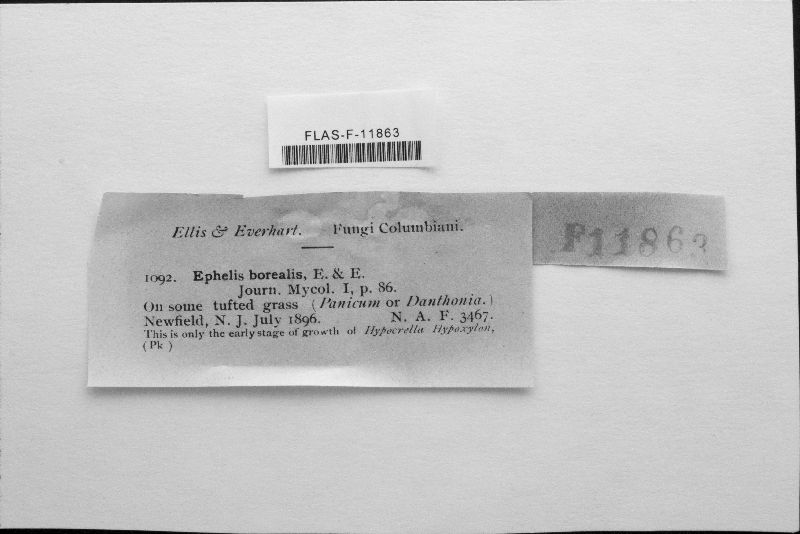 FLAS-F-11863
Ellis & Everhart. Fungi Columbiani.
F11863
1092. Ephelis borealis, E. & E.
Journ. Mycol. I, p. 86.
On some tufted grass (Panicum or Danthonia.)
Newfield, N. J. July 1896. N. A. F. 3467.
This is only the early stage of growth of Hypocrella Hypoxylon,
(Pk )